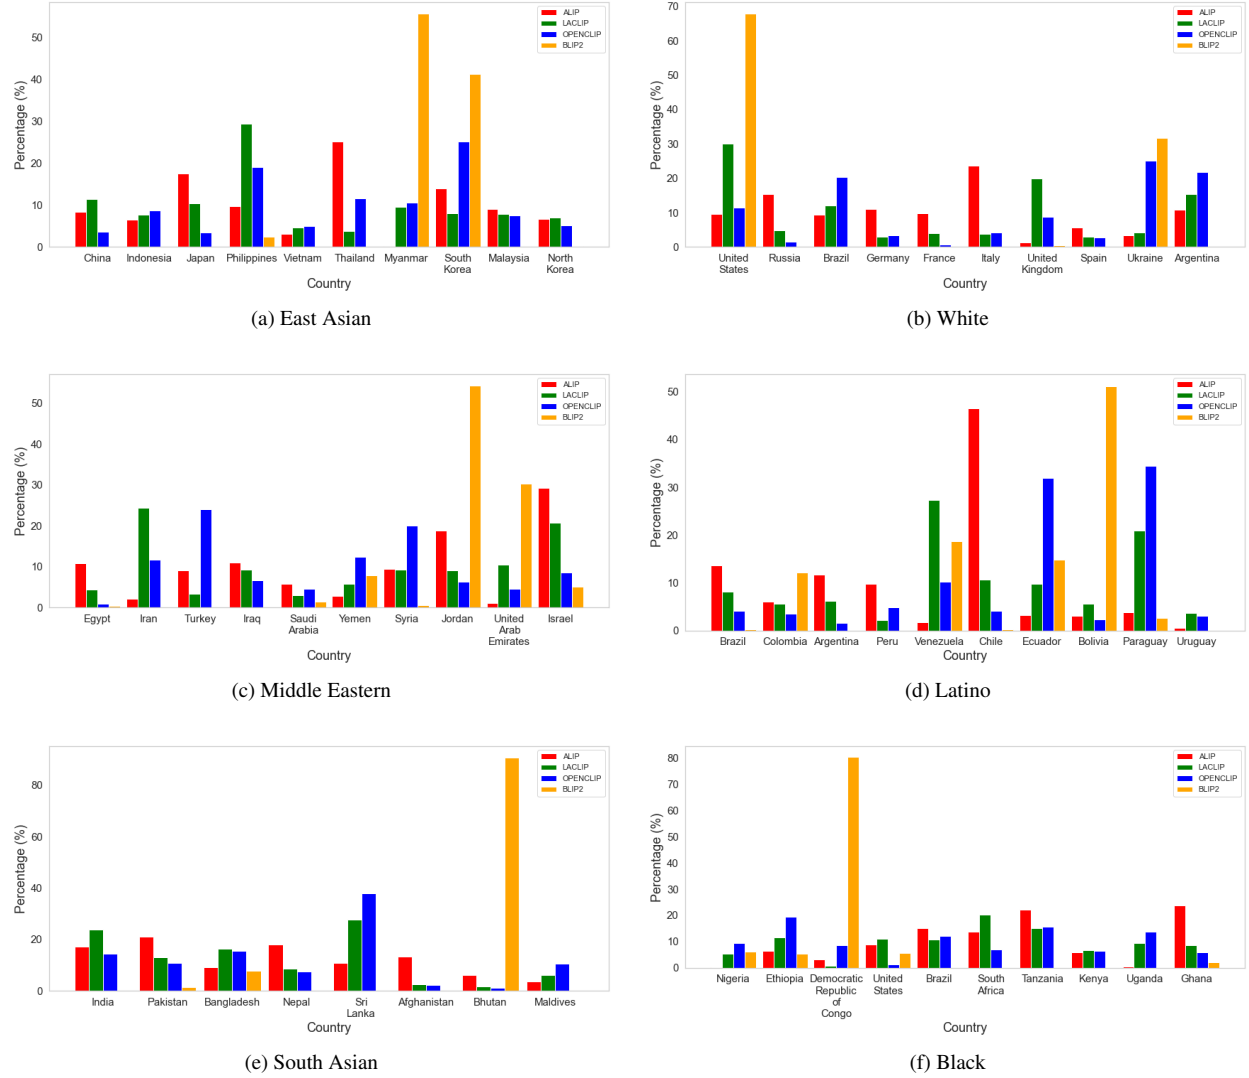 ALIP
LACLIP
OPENCLIP
BLIP2
Percentage (%)
50
40
30
20
10
0
China Indonesia Japan Philippines Vietnam Thailand Myanmar South Korea Malaysia North Korea
Country
(a) East Asian
ALIP
LACLIP
OPENCLIP
BLIP2
Percentage (%)
70
60
50
40
30
20
10
0
United States Russia Brazil Germany France Italy United Kingdom Spain Ukraine Argentina
Country
(b) White
ALIP
LACLIP
OPENCLIP
BLIP2
Percentage (%)
50
40
30
20
10
0
Egypt Iran Turkey Iraq Saudi Arabia Yemen Syria Jordan United Arab Emirates Israel
Country
(c) Middle Eastern
ALIP
LACLIP
OPENCLIP
BLIP2
Percentage (%)
50
40
30
20
10
0
Brazil Colombia Argentina Peru Venezuela Chile Ecuador Bolivia Paraguay Uruguay
Country
(d) Latino
ALIP
LACLIP
OPENCLIP
BLIP2
Percentage (%)
80
60
40
20
0
India Pakistan Bangladesh Nepal Sri Lanka Afghanistan Bhutan Maldives
Country
(e) South Asian
ALIP
LACLIP
OPENCLIP
BLIP2
Percentage (%)
80
70
60
50
40
30
20
10
0
Nigeria Ethiopia Democratic Republic of Congo United States Brazil South Africa Tanzania Kenya Uganda Ghana
Country
(f) Black